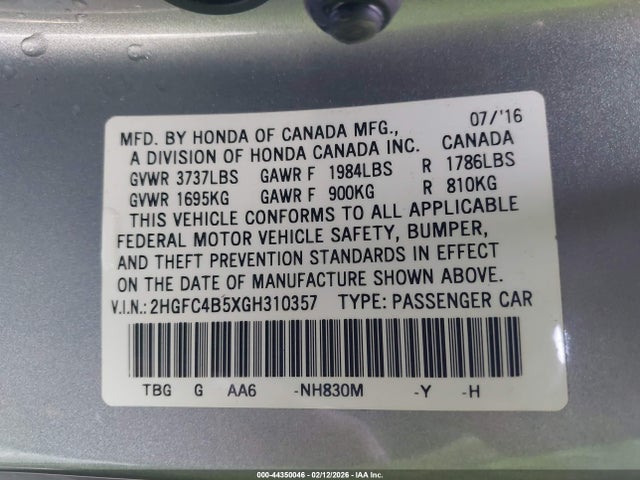 07/'16
MFD. BY HONDA OF CANADA MFG.,
A DIVISION OF HONDA CANADA INC. CANADA
GVWR 3737LBS GAWR F 1984LBS R 1786LBS
GVWR 1695KG GAWR F 900KG R 810KG
THIS VEHICLE CONFORMS TO ALL APPLICABLE
FEDERAL MOTOR VEHICLE SAFETY, BUMPER,
AND THEFT PREVENTION STANDARDS IN EFFECT
ON THE DATE OF MANUFACTURE SHOWN ABOVE.
V.I.N.: 2HGFC4B5XGH310357 TYPE: PASSENGER CAR
TBG G AA6 -NH830M -Y -H
000-44350046 - 02/12/2026 - IAA Inc.